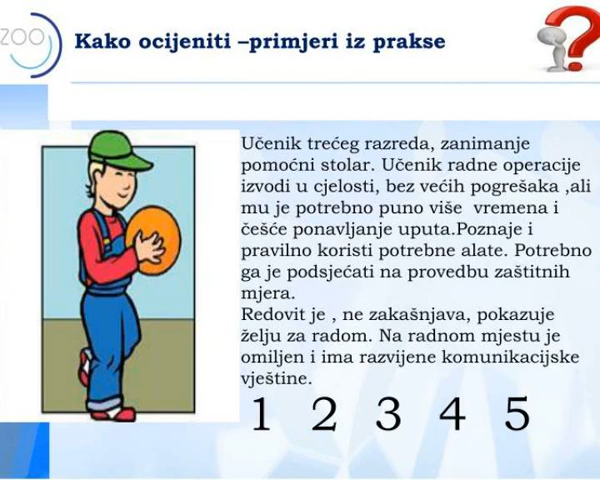 ZOO
Kako ocijeniti –primjeri iz prakse
Učenik trećeg razreda, zanimanje
pomoćni stolar. Učenik radne operacije
izvodi u cjelosti, bez većih pogrešaka ,ali
mu je potrebno puno više  vremena i
češće ponavljanje uputa.Poznaje i
pravilno koristi potrebne alate. Potrebno
ga je podsjećati na provedbu zaštitnih
mjera.
Redovit je , ne zakašnjava, pokazuje
želju za radom. Na radnom mjestu je
omiljen i ima razvijene komunikacijske
vještine.
1 2 3 4 5